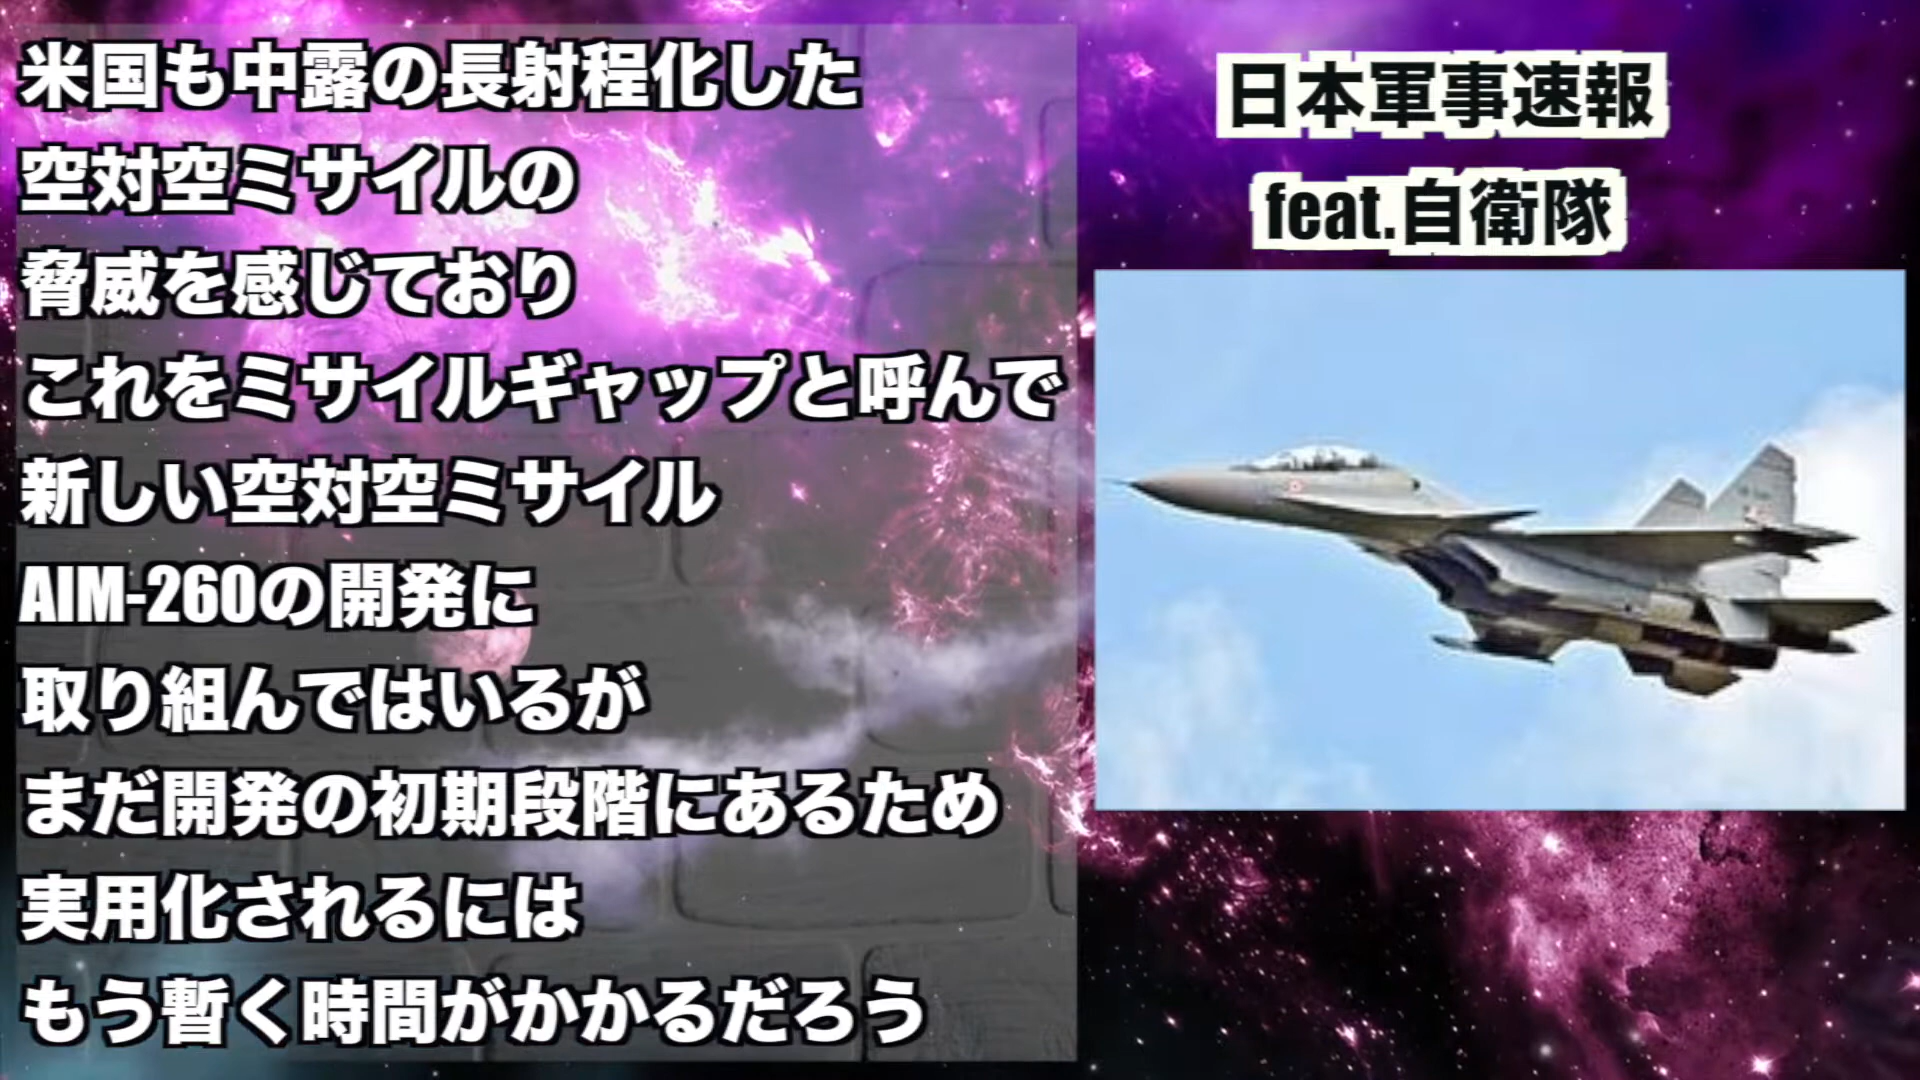 米国も中露の長射程化した
空対空ミサイルの
脅威を感じており
これをミサイルギャップと呼んで
新しい空対空ミサイル
AIM-260の開発に
取り組んではいるが
まだ開発の初期段階にあるため
実用化されるには
もう暫く時間がかかるだろう
日本軍事速報
feat.自衛隊